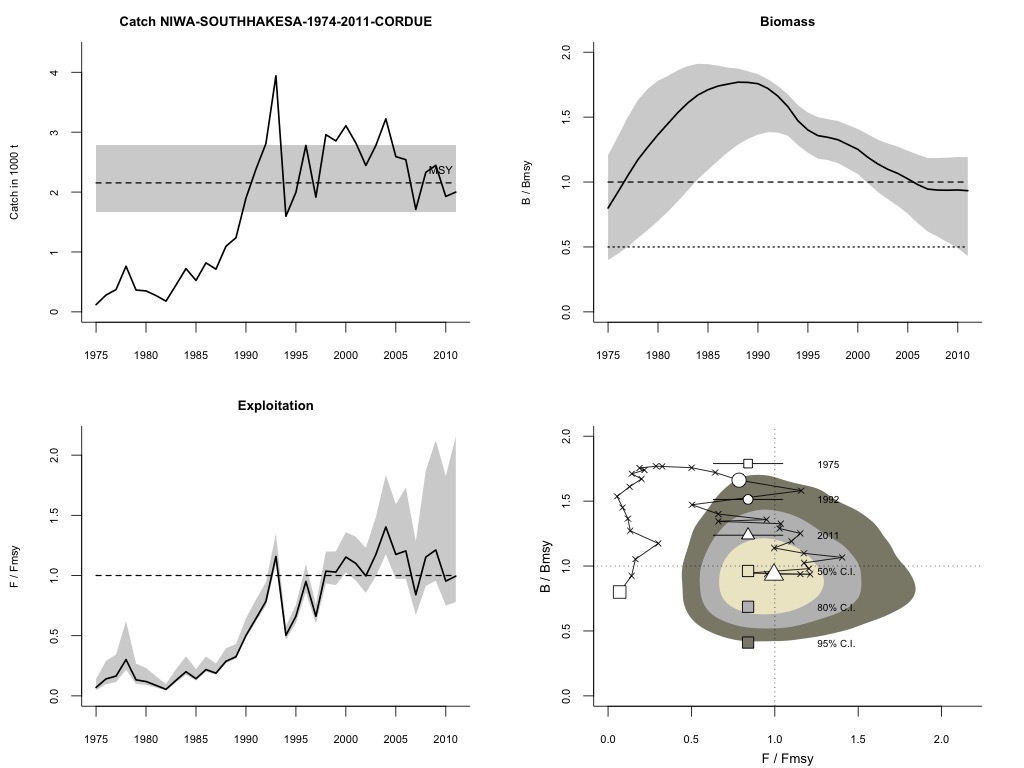 Catch NIWA-SOUTHHAKESA-1974-2011-CORDUE
Catch in 1000 t
4
3
2
1
0
MSY
1975 1980 1985 1990 1995 2000 2005 2010
Biomass
B / Bmsy
2.0
1.5
1.0
0.5
0.0
1975 1980 1985 1990 1995 2000 2005 2010
Exploitation
F / Fmsy
2.0
1.5
1.0
0.5
0.0
1975 1980 1985 1990 1995 2000 2005 2010
B / Bmsy
2.0
1.5
1.0
0.5
0.0
1975
1992
2011
50% C.I.
80% C.I.
95% C.I.
0.0 0.5 1.0 1.5 2.0
F / Fmsy